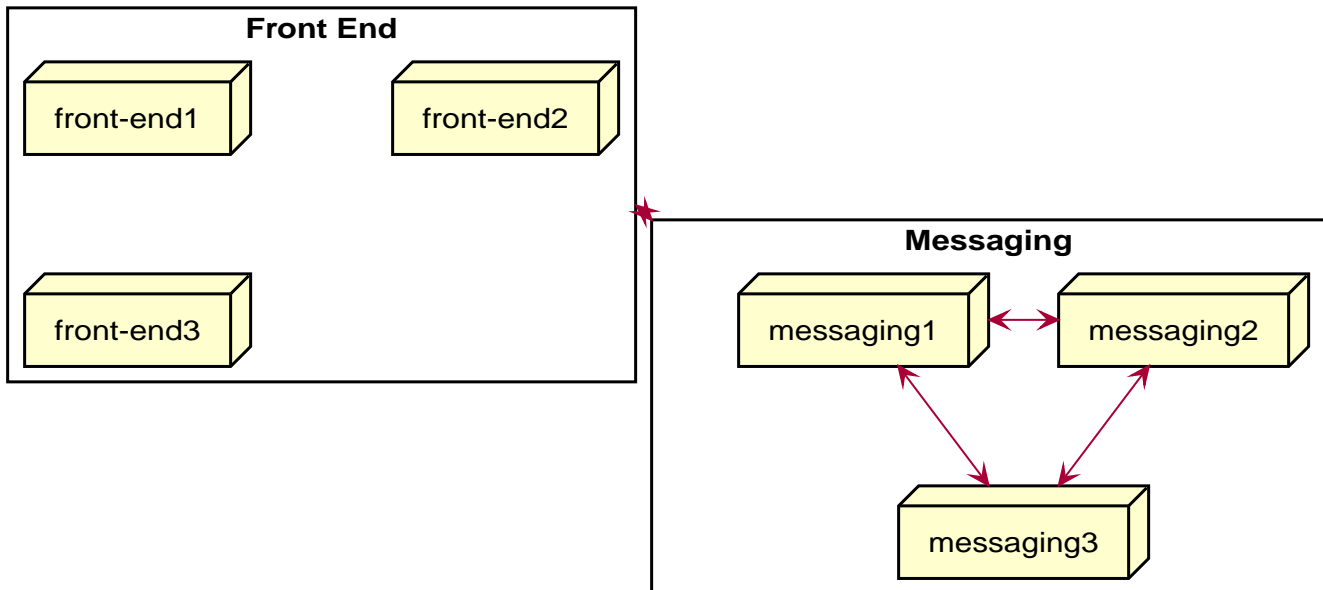 Front End
front-end1
front-end2
front-end3
Messaging
messaging1
messaging2
messaging3